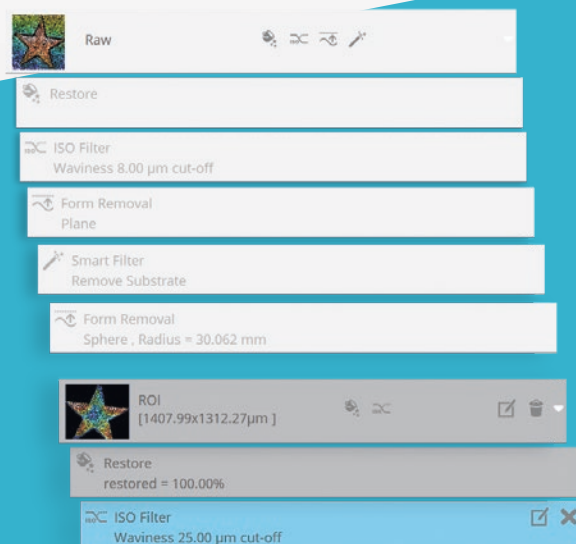 Raw
Restore
ISO Filter
Waviness 8.00 µm cut-off
Form Removal
Plane
Smart Filter
Remove Substrate
Form Removal
Sphere , Radius = 30.062 mm
ROI
[1407.99x1312.27µm ]
Restore
restored = 100.00%
ISO Filter
Waviness 25.00 µm cut-off